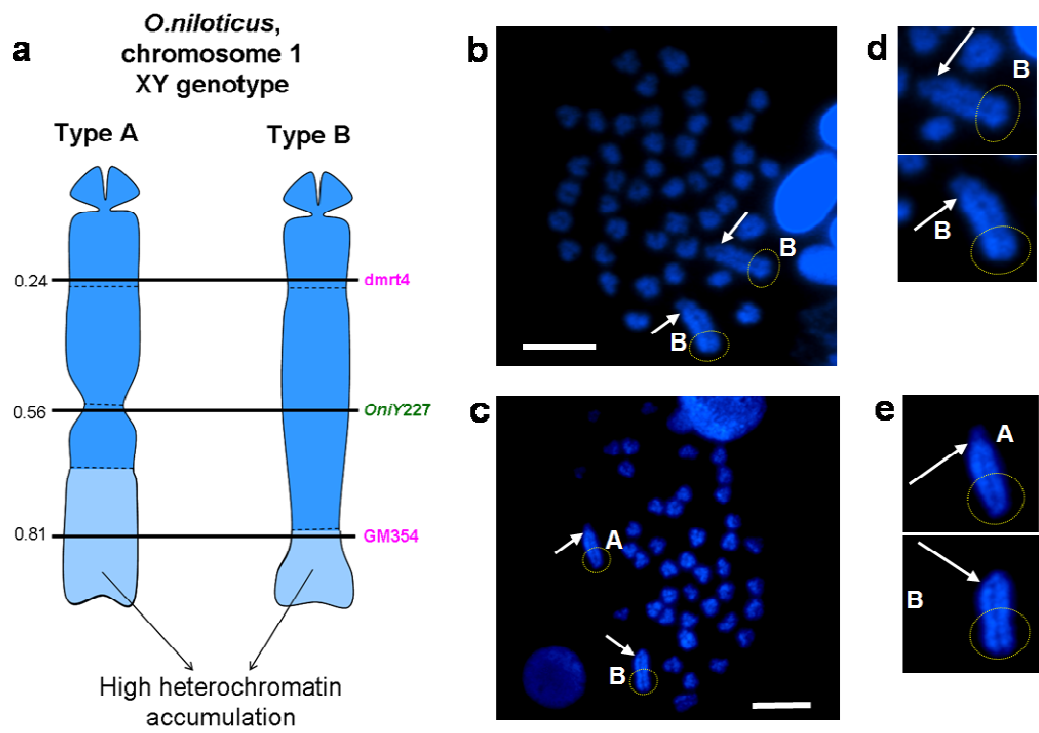 a
O.niloticus,
chromosome 1
XY genotype
Type A
Type B
0.24
dmrt4
0.56
OniY227
0.81
GM354
High heterochromatin
accumulation
b
B
B
c
A
B
d
B
B
e
A
B